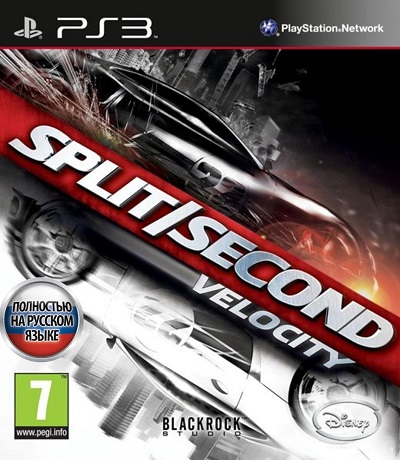 PS3
PlayStation®Network
SPLIT/SECOND
VELOCITY
ПОЛНОСТЬЮ
НА РУССКОМ
ЯЗЫКЕ
7
www.pegi.info
BLACKROCK
STUDIO
Disney